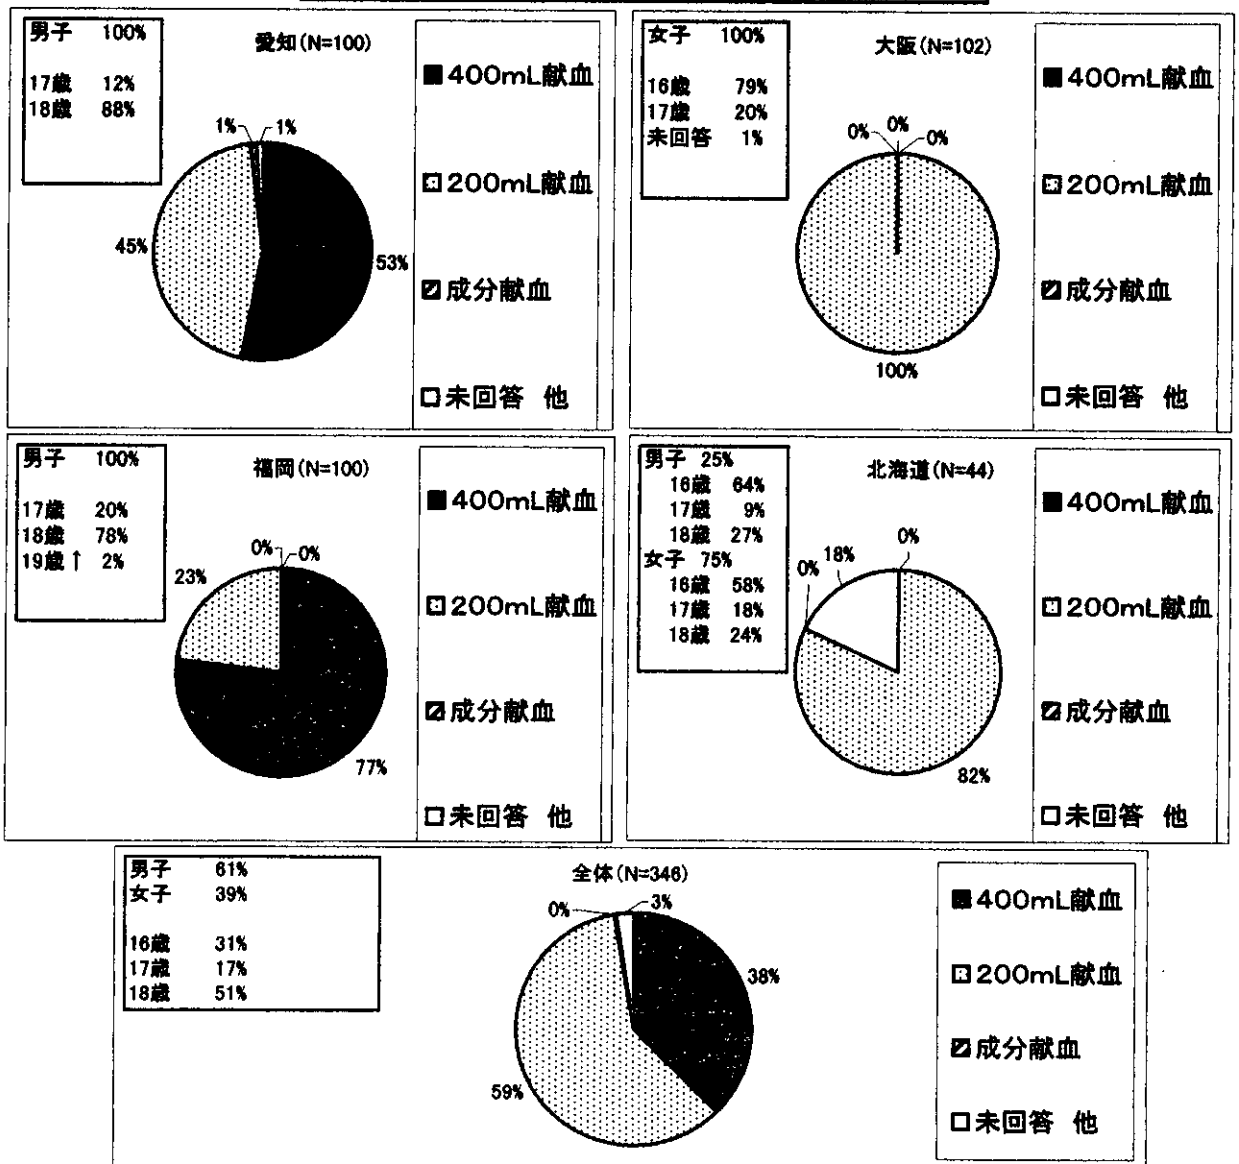 男子 100%
17歳 12%
18歳 88%
愛知(N=100)
1%
1%
45%
53%
■400mL献血
200mL献血
成分献血
□未回答 他
女子 100%
16歳 79%
17歳 20%
未回答 1%
大阪(N=102)
0%
0%
0%
100%
■400mL献血
200mL献血
成分献血
□未回答 他
男子 100%
17歳 20%
18歳 78%
19歳↑ 2%
福岡(N=100)
0%
0%
23%
77%
■400mL献血
200mL献血
成分献血
□未回答 他
男子 25%
16歳 64%
17歳 9%
18歳 27%
女子 75%
16歳 58%
17歳 18%
18歳 24%
北海道(N=44)
0%
18%
0%
82%
■400mL献血
200mL献血
成分献血
□未回答 他
男子 61%
女子 39%
16歳 31%
17歳 17%
18歳 51%
全体(N=346)
0%
3%
38%
59%
■400mL献血
200mL献血
成分献血
□未回答 他